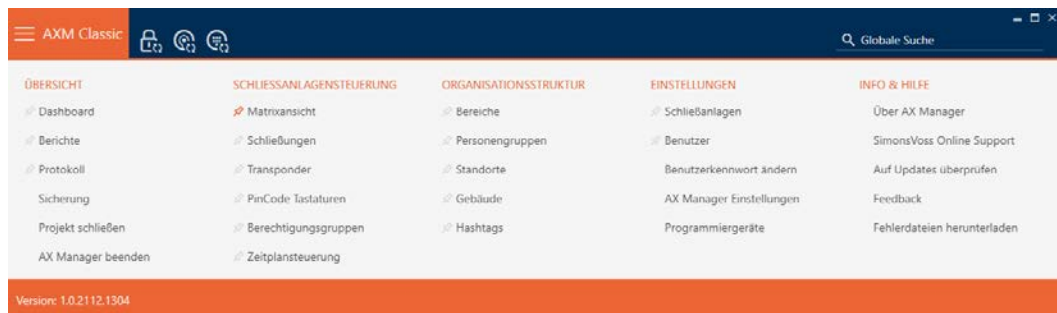 AXM Classic
Globale Suche
ÜBERSICHT
Dashboard
Berichte
Protokoll
Sicherung
Projekt schließen
AX Manager beenden
SCHLIESSANLAGENSTEUERUNG
Matrixansicht
Schließungen
Transponder
PinCode Tastaturen
Berechtigungsgruppen
Zeitplansteuerung
ORGANISATIONSSTRUKTUR
Bereiche
Personengruppen
Standorte
Gebäude
Hashtags
EINSTELLUNGEN
Schließanlagen
Benutzer
Benutzerkennwort ändern
AX Manager Einstellungen
Programmiergeräte
INFO & HILFE
Über AX Manager
SimonsVoss Online Support
Auf Updates überprüfen
Feedback
Fehlerdateien herunterladen
Version: 1.0.2112.1304